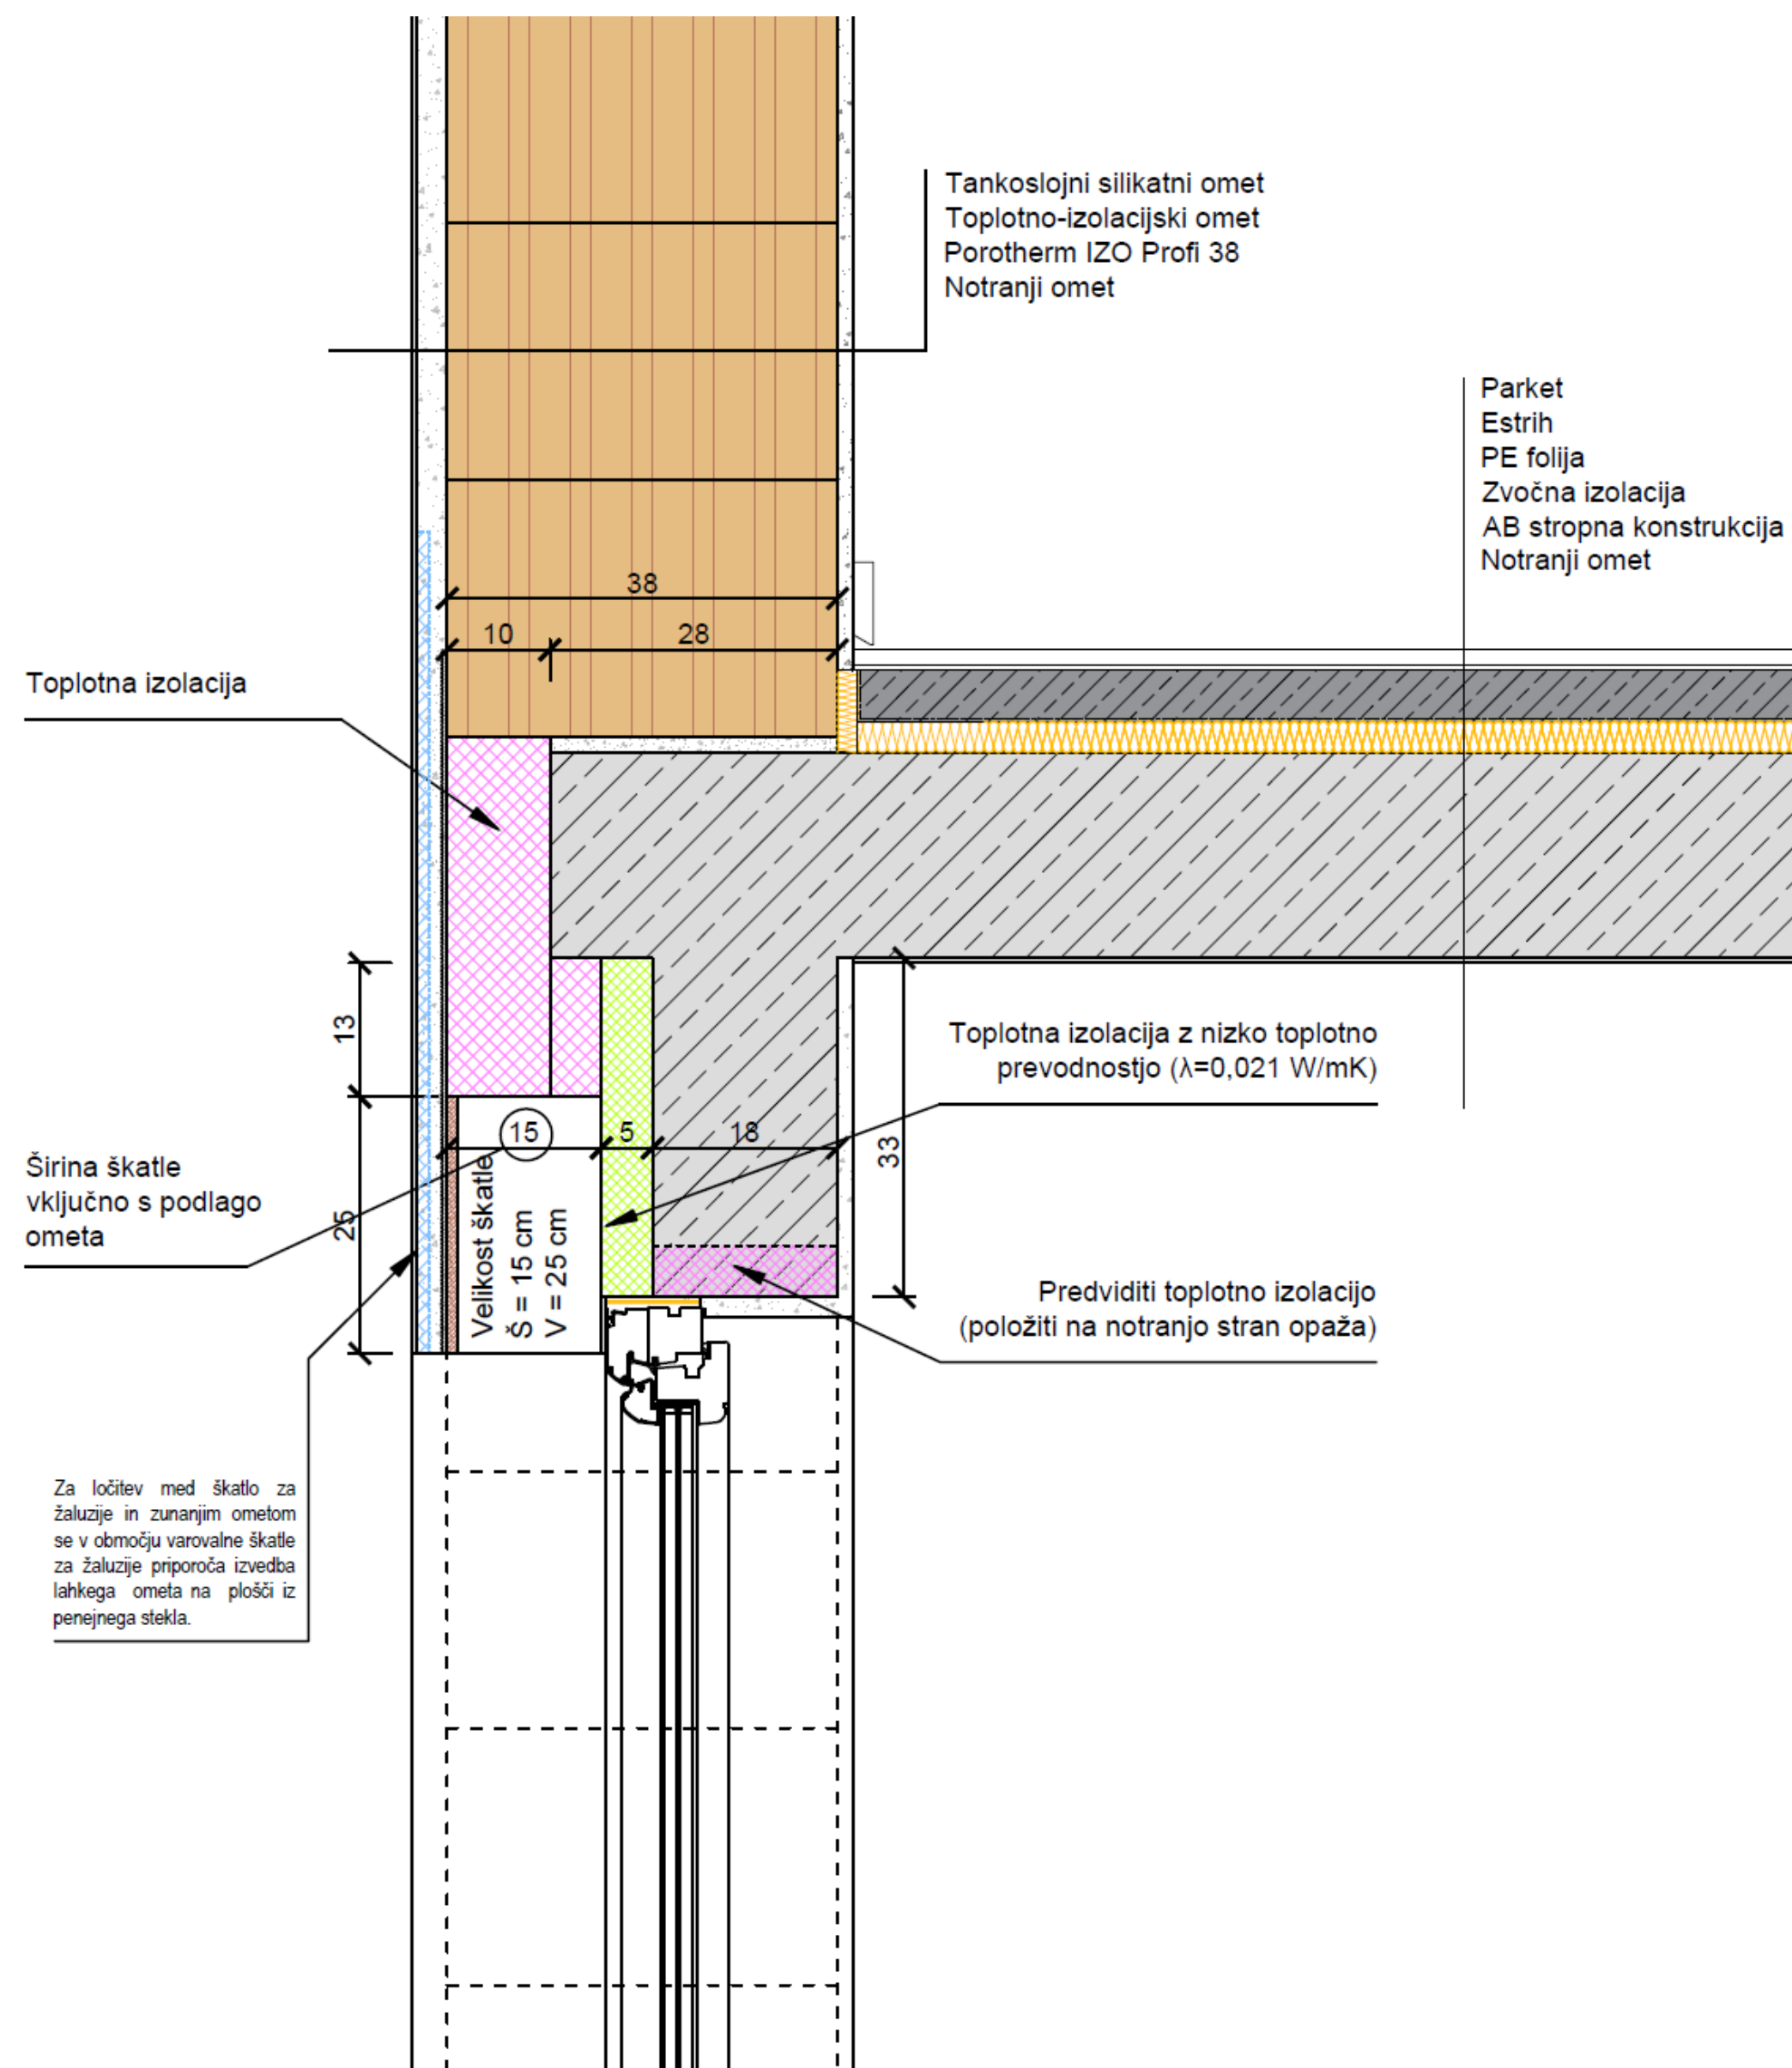 Tankoslojni silikatni omet
Toplotno-izolacijski omet
Porotherm IZO Profi 38
Notranji omet
Parket
Estrih
PE folija
Zvočna izolacija
AB stropna konstrukcija
Notranji omet
38
10
28
Toplotna izolacija
13
Toplotna izolacija z nizko toplotno
prevodnostjo (λ=0,021 W/mK)
15
5
18
33
Širina škatle
vključno s podlago
ometa
25
Velikost škatle
Š = 15 cm
V = 25 cm
Predviditi toplotno izolacijo
(položiti na notranjo stran opaža)
Za ločitev med škatlo za
žaluzije in zunanjim ometom
se v območju varovalne škatle
za žaluzije priporoča izvedba
lahkega ometa na plošči iz
penejnega stekla.